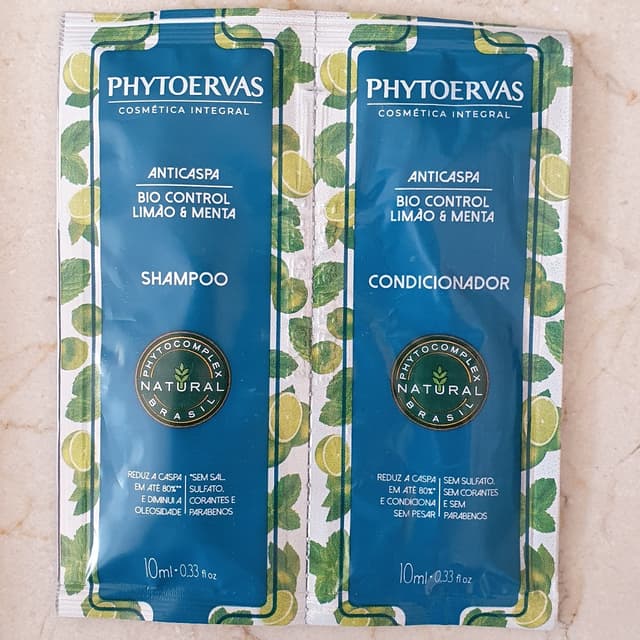 PHYTOERVAS
COSMÉTICA INTEGRAL
ANTICASPA
BIO CONTROL
LIMÃO & MENTA
SHAMPOO
PHYTOCOMPLEX
NATURAL
BRASIL
REDUZ A CASPA
EM ATÉ 80%**
E DIMINUI A
OLEOSIDADE
*SEM SAL,
SULFATO,
CORANTES E
PARABENOS
10ml • 0.33 fl oz
PHYTOERVAS
COSMÉTICA INTEGRAL
ANTICASPA
BIO CONTROL
LIMÃO & MENTA
CONDICIONADOR
PHYTOCOMPLEX
NATURAL
BRASIL
REDUZ A CASPA
EM ATÉ 80%*
E CONDICIONA
SEM PESAR
SEM SULFATO,
SEM CORANTES
E SEM
PARABENOS
10ml • 0.33 fl oz